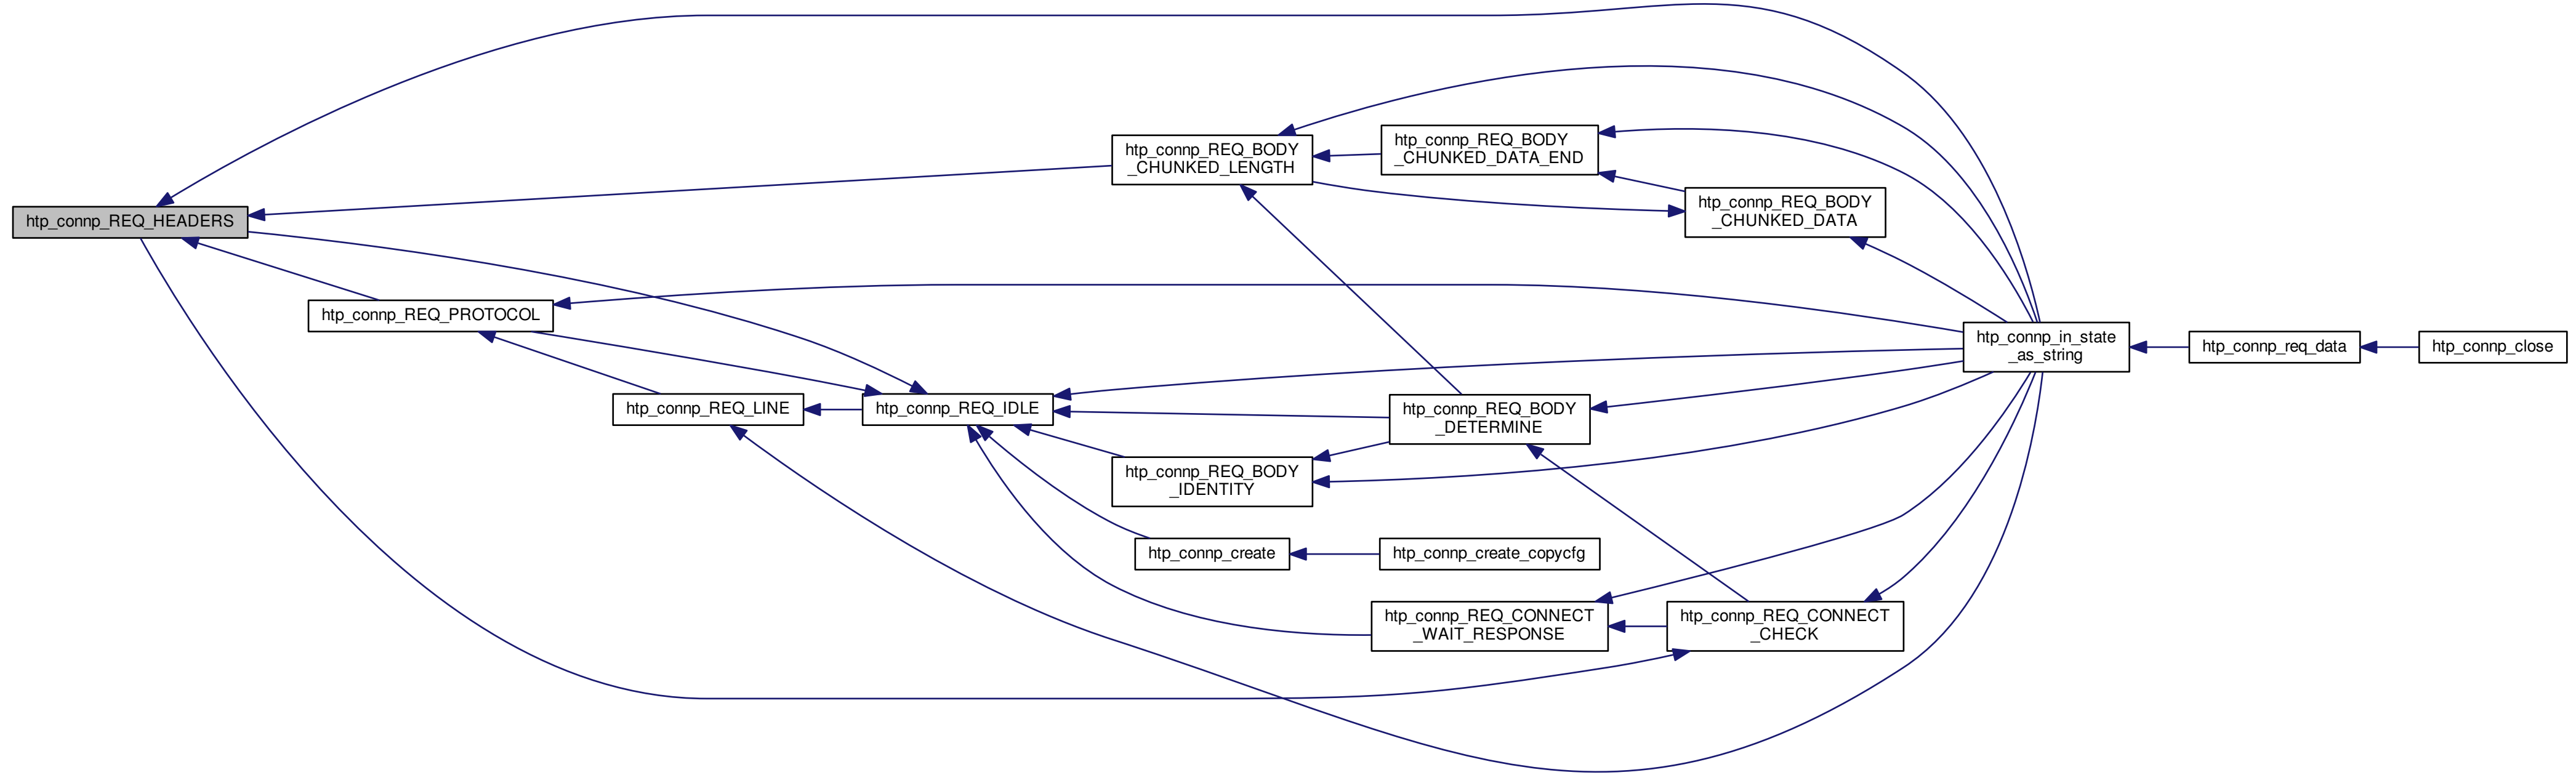 htp_connp_REQ_BODY
_CHUNKED_DATA_END
htp_connp_REQ_BODY
_CHUNKED_LENGTH
htp_connp_REQ_BODY
_CHUNKED_DATA
htp_connp_REQ_HEADERS
htp_connp_REQ_PROTOCOL
htp_connp_in_state
_as_string
htp_connp_req_data
htp_connp_close
htp_connp_REQ_LINE
htp_connp_REQ_IDLE
htp_connp_REQ_BODY
_DETERMINE
htp_connp_REQ_BODY
_IDENTITY
htp_connp_create
htp_connp_create_copycfg
htp_connp_REQ_CONNECT
_WAIT_RESPONSE
htp_connp_REQ_CONNECT
_CHECK